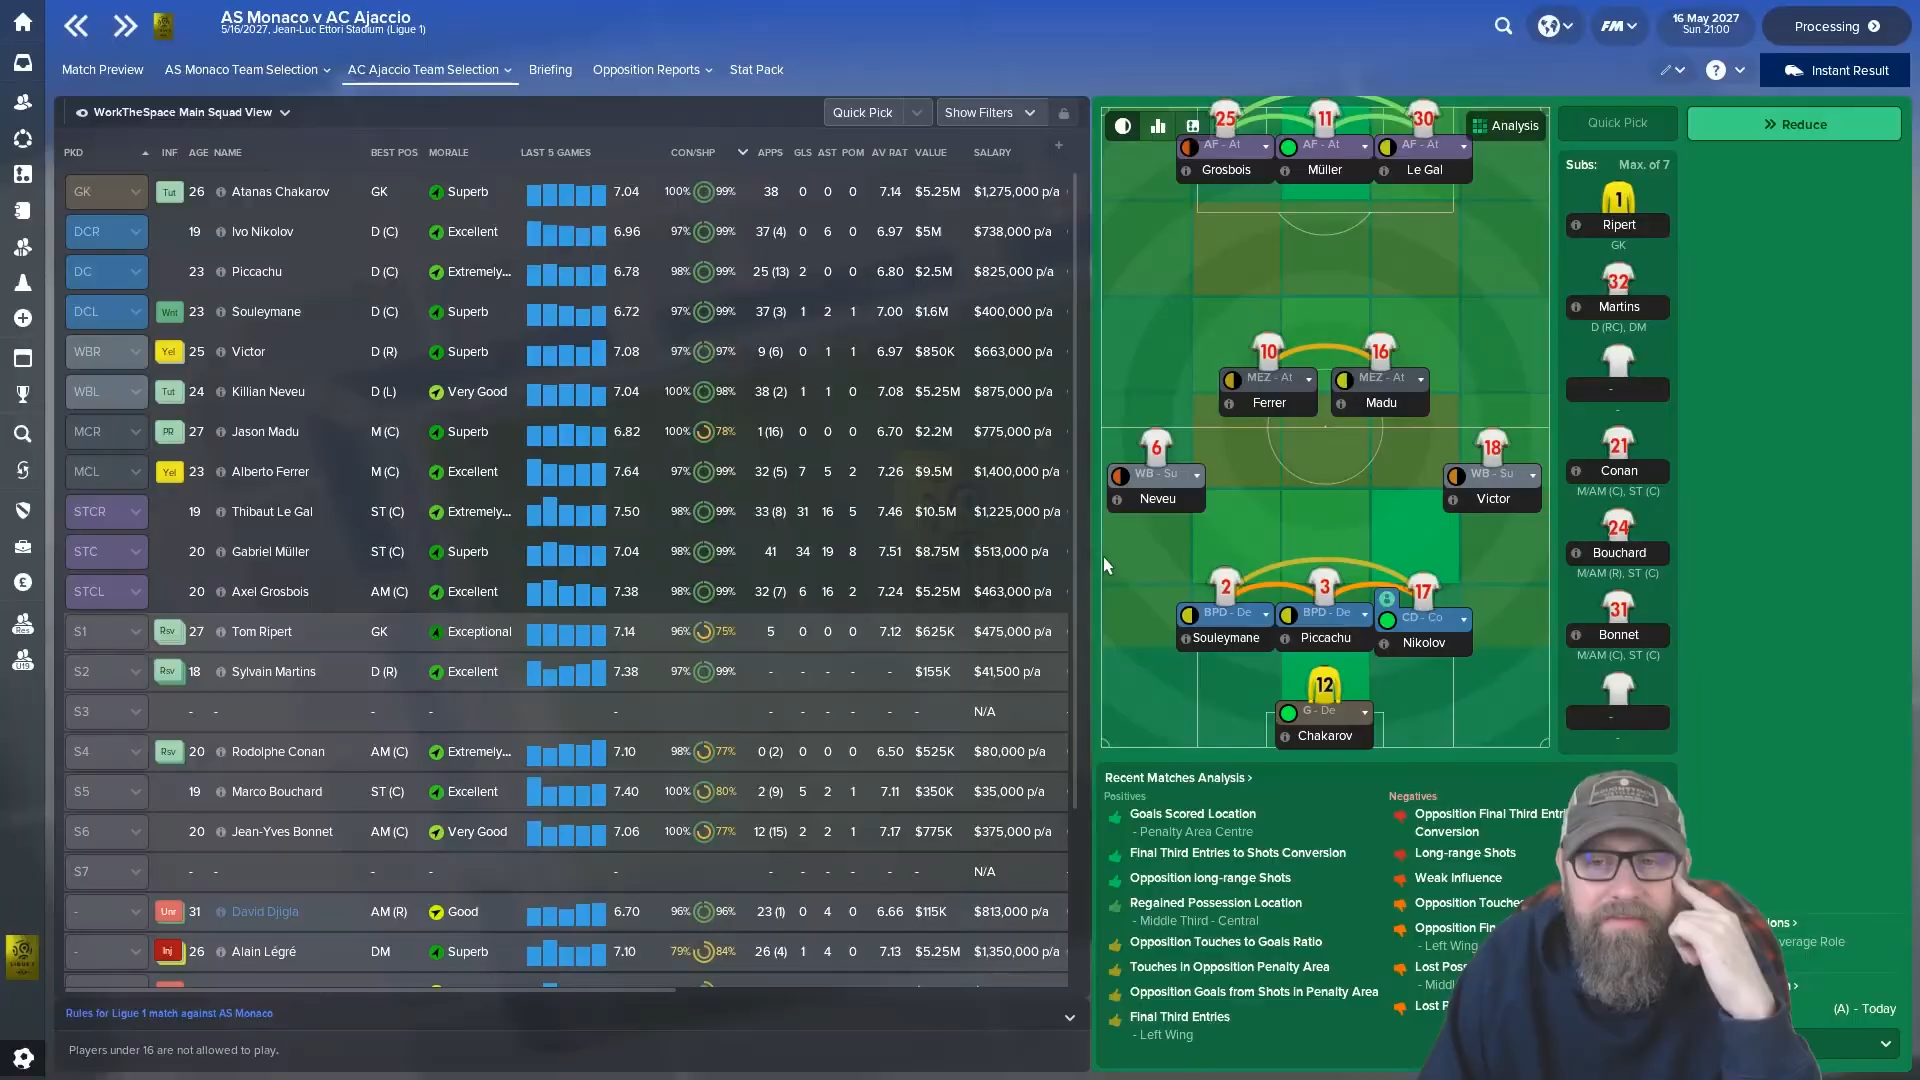 AS Monaco v AC Ajaccio
5/16/2027, Jean-Luc Ettori Stadium (Ligue 1)
FM
16 May 2027
Sun 21:00
Processing
Match Preview
AS Monaco Team Selection
AC Ajaccio Team Selection
Briefing
Opposition Reports
Stat Pack
?
Instant Result
WorkTheSpace Main Squad View
Quick Pick
Show Filters
PKD INF AGE NAME BEST POS MORALE LAST 5 GAMES CON/SHP APPS GLS AST POM AV RAT VALUE SALARY
GK Tut 26 Atanas Chakarov GK Superb 7.04 100% 99% 38 0 0 0 7.14 $5.25M $1,275,000 p/a
DCR 19 Ivo Nikolov D (C) Excellent 6.96 97% 99% 37 (4) 0 6 0 6.97 $5M $738,000 p/a
DC 23 Piccachu D (C) Extremely... 6.78 98% 99% 25 (13) 2 0 0 6.80 $2.5M $825,000 p/a
DCL Wnt 23 Souleymane D (C) Superb 6.72 97% 99% 37 (3) 1 2 1 7.00 $1.6M $400,000 p/a
WBR Yel 25 Victor D (R) Superb 7.08 97% 97% 9 (6) 0 1 1 6.97 $850K $663,000 p/a
WBL Tut 24 Killian Neveu D (L) Very Good 7.04 100% 98% 38 (2) 1 1 0 7.08 $5.25M $875,000 p/a
MCR PR 27 Jason Madu M (C) Superb 6.82 100% 78% 1 (16) 0 0 0 6.70 $2.2M $775,000 p/a
MCL Yel 23 Alberto Ferrer M (C) Excellent 7.64 97% 99% 32 (5) 7 5 2 7.26 $9.5M $1,400,000 p/a
STCR 19 Thibaut Le Gal ST (C) Extremely... 7.50 98% 99% 33 (8) 31 16 5 7.46 $10.5M $1,225,000 p/a
STC 20 Gabriel Müller ST (C) Superb 7.04 98% 99% 41 34 19 8 7.51 $8.75M $513,000 p/a
STCL 20 Axel Grosbois AM (C) Excellent 7.38 98% 99% 32 (7) 6 16 2 7.24 $5.25M $463,000 p/a
S1 Rsv 27 Tom Ripert GK Exceptional 7.14 96% 75% 5 0 0 0 7.12 $625K $475,000 p/a
S2 Rsv 18 Sylvain Martins D (R) Excellent 7.38 97% 99% - - - - - $155K $41,500 p/a
S3 - - - - - - - - - - - N/A
S4 Rsv 20 Rodolphe Conan AM (C) Extremely... 7.10 98% 77% 0 (2) 0 0 0 6.50 $525K $80,000 p/a
S5 19 Marco Bouchard ST (C) Excellent 7.40 100% 80% 2 (9) 5 2 1 7.11 $350K $35,000 p/a
S6 20 Jean-Yves Bonnet AM (C) Very Good 7.06 100% 77% 12 (15) 2 2 1 7.17 $775K $375,000 p/a
S7 - - - - - - - - - - - N/A
- Unr 31 David Djigla AM (R) Good 6.70 96% 96% 23 (1) 0 4 0 6.66 $115K $813,000 p/a
- Inj 26 Alain Légré DM Superb 7.10 79% 84% 26 (4) 1 4 0 7.13 $5.25M $1,350,000 p/a
Rules for Ligue 1 match against AS Monaco
Players under 16 are not allowed to play.
Analysis
25 11 30
AF - At AF - At AF - At
Grosbois Müller Le Gal
10 16
MEZ - At MEZ - At
Ferrer Madu
6 18
WB - Su WB - Su
Neveu Victor
2 3 17
BPD - De BPD - De CD - Co
Souleymane Piccachu Nikolov
12
G - De
Chakarov
Quick Pick
Reduce
Subs: Max. of 7
1
Ripert
GK
32
Martins
D (RC), DM
-
-
21
Conan
M/AM (C), ST (C)
24
Bouchard
M/AM (R), ST (C)
31
Bonnet
M/AM (C), ST (C)
-
-
Recent Matches Analysis >
Positives
Goals Scored Location
- Penalty Area Centre
Final Third Entries to Shots Conversion
Opposition long-range Shots
Regained Possession Location
- Middle Third - Central
Opposition Touches to Goals Ratio
Touches in Opposition Penalty Area
Opposition Goals from Shots in Penalty Area
Final Third Entries
- Left Wing
Negatives
Opposition Final Third Entri
Conversion
Long-range Shots
Weak Influence
Opposition Touche
Opposition Fin
- Left Wing
Lost Poss
- Middl
Lost P
ions >
verage Role
(A) - Today
Res
U19